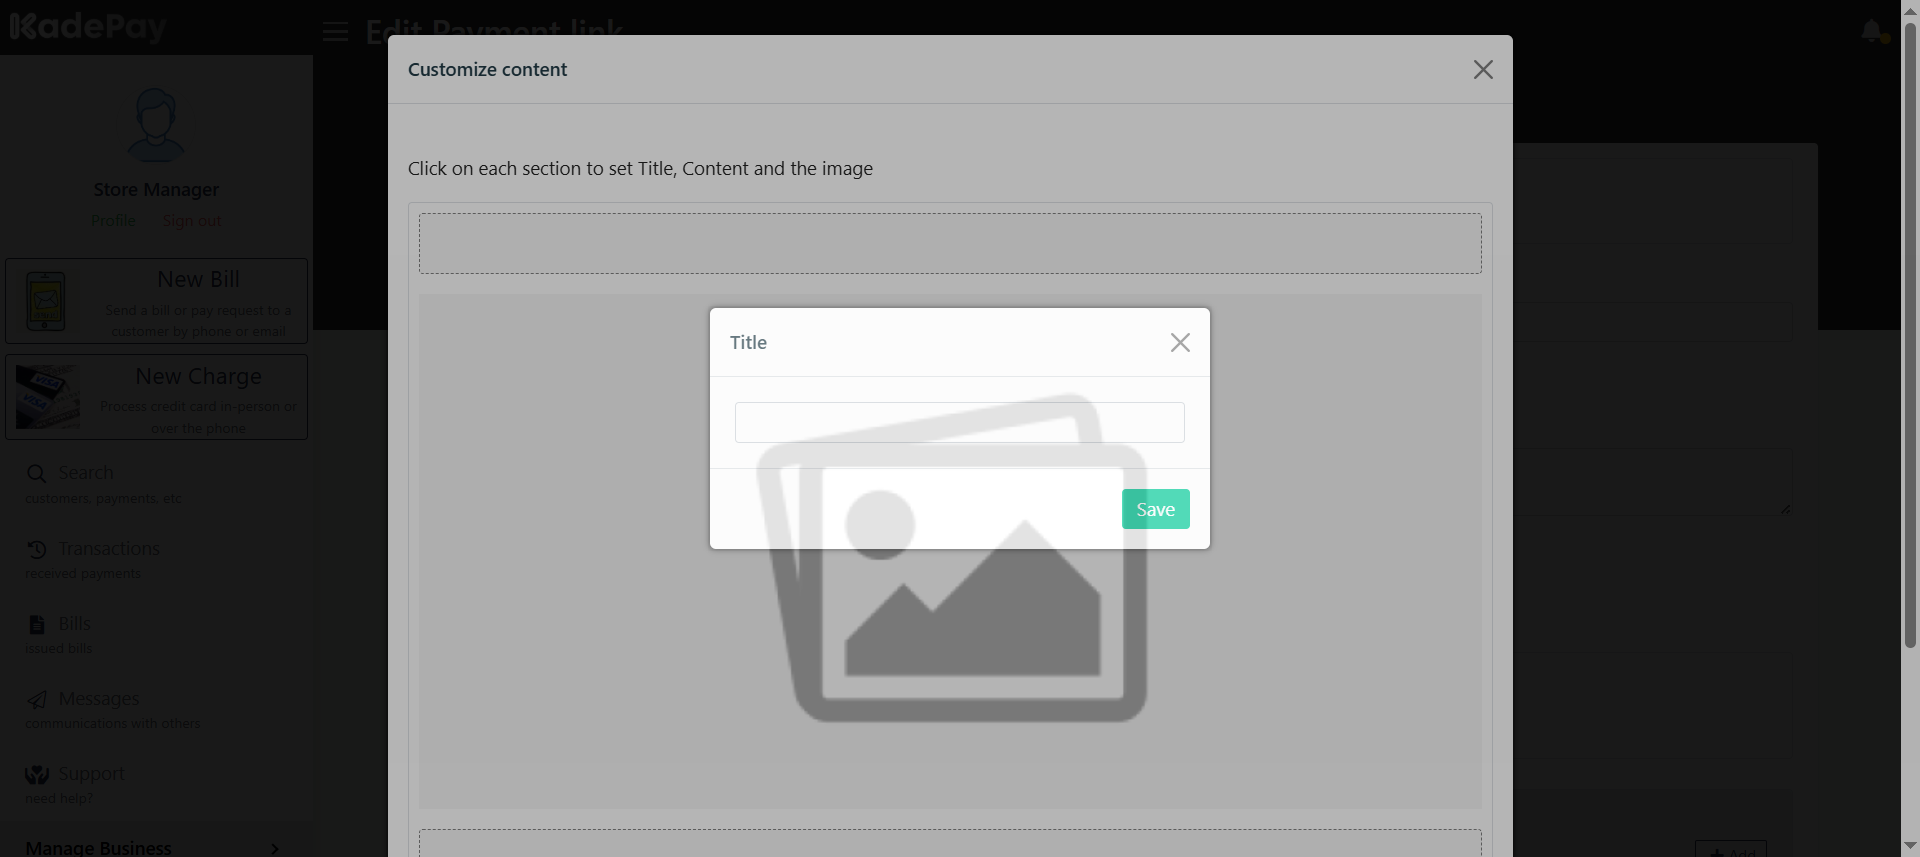 KadePay
Edit Payment link
Customize content
Store Manager
Profile
Sign out
Click on each section to set Title, Content and the image
New Bill
Send a bill or pay request to a
customer by phone or email
New Charge
Process credit card in-person or
over the phone
VISA
VISA
Title
Save
Search
customers, payments, etc
Transactions
received payments
Bills
issued bills
Messages
communications with others
Support
need help?
Manage Business
Add